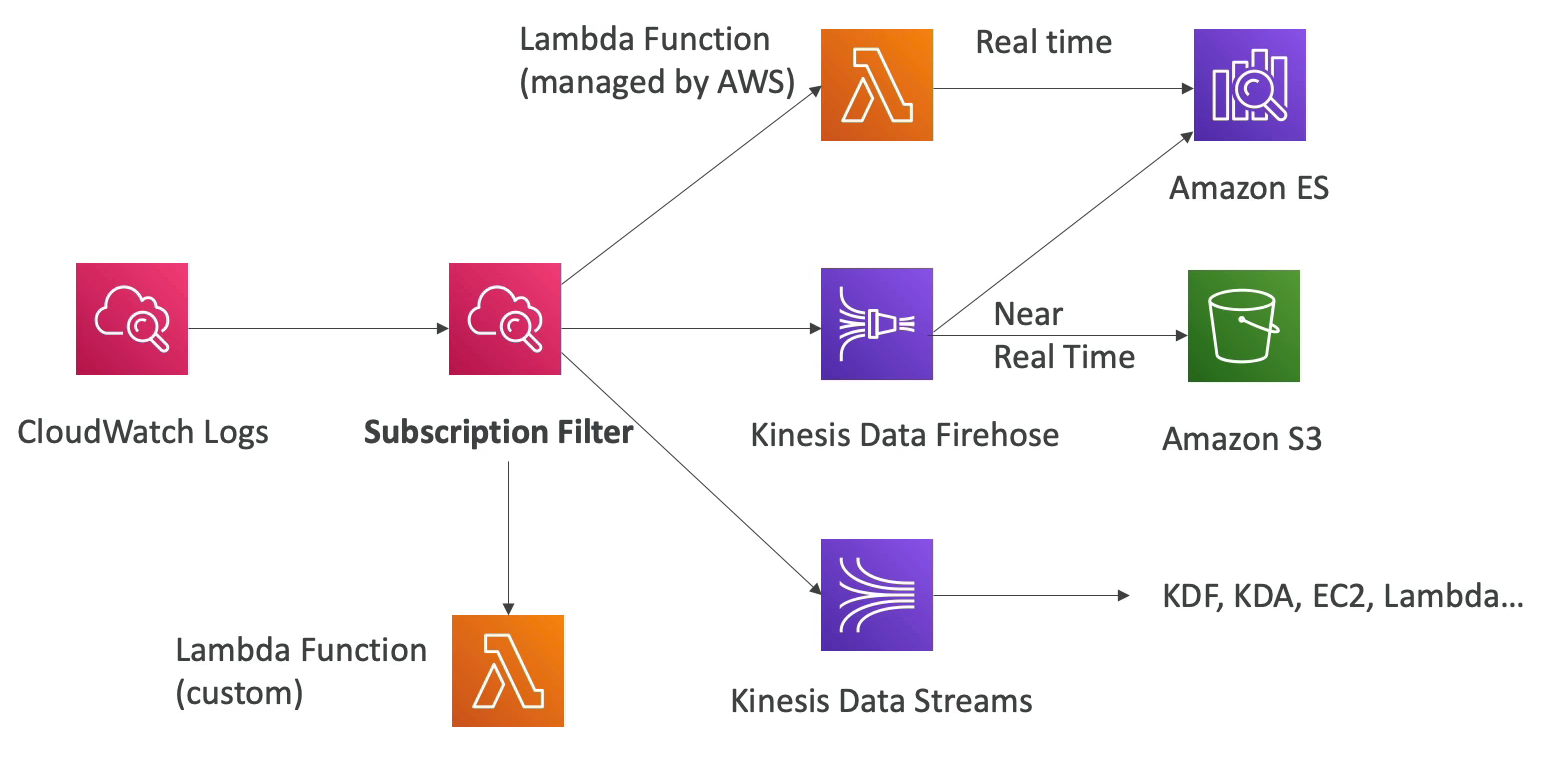 Lambda Function
(managed by AWS)
Real time
Amazon ES
CloudWatch Logs
Subscription Filter
Near
Real Time
Kinesis Data Firehose
Amazon S3
Lambda Function
(custom)
Kinesis Data Streams
KDF, KDA, EC2, Lambda...